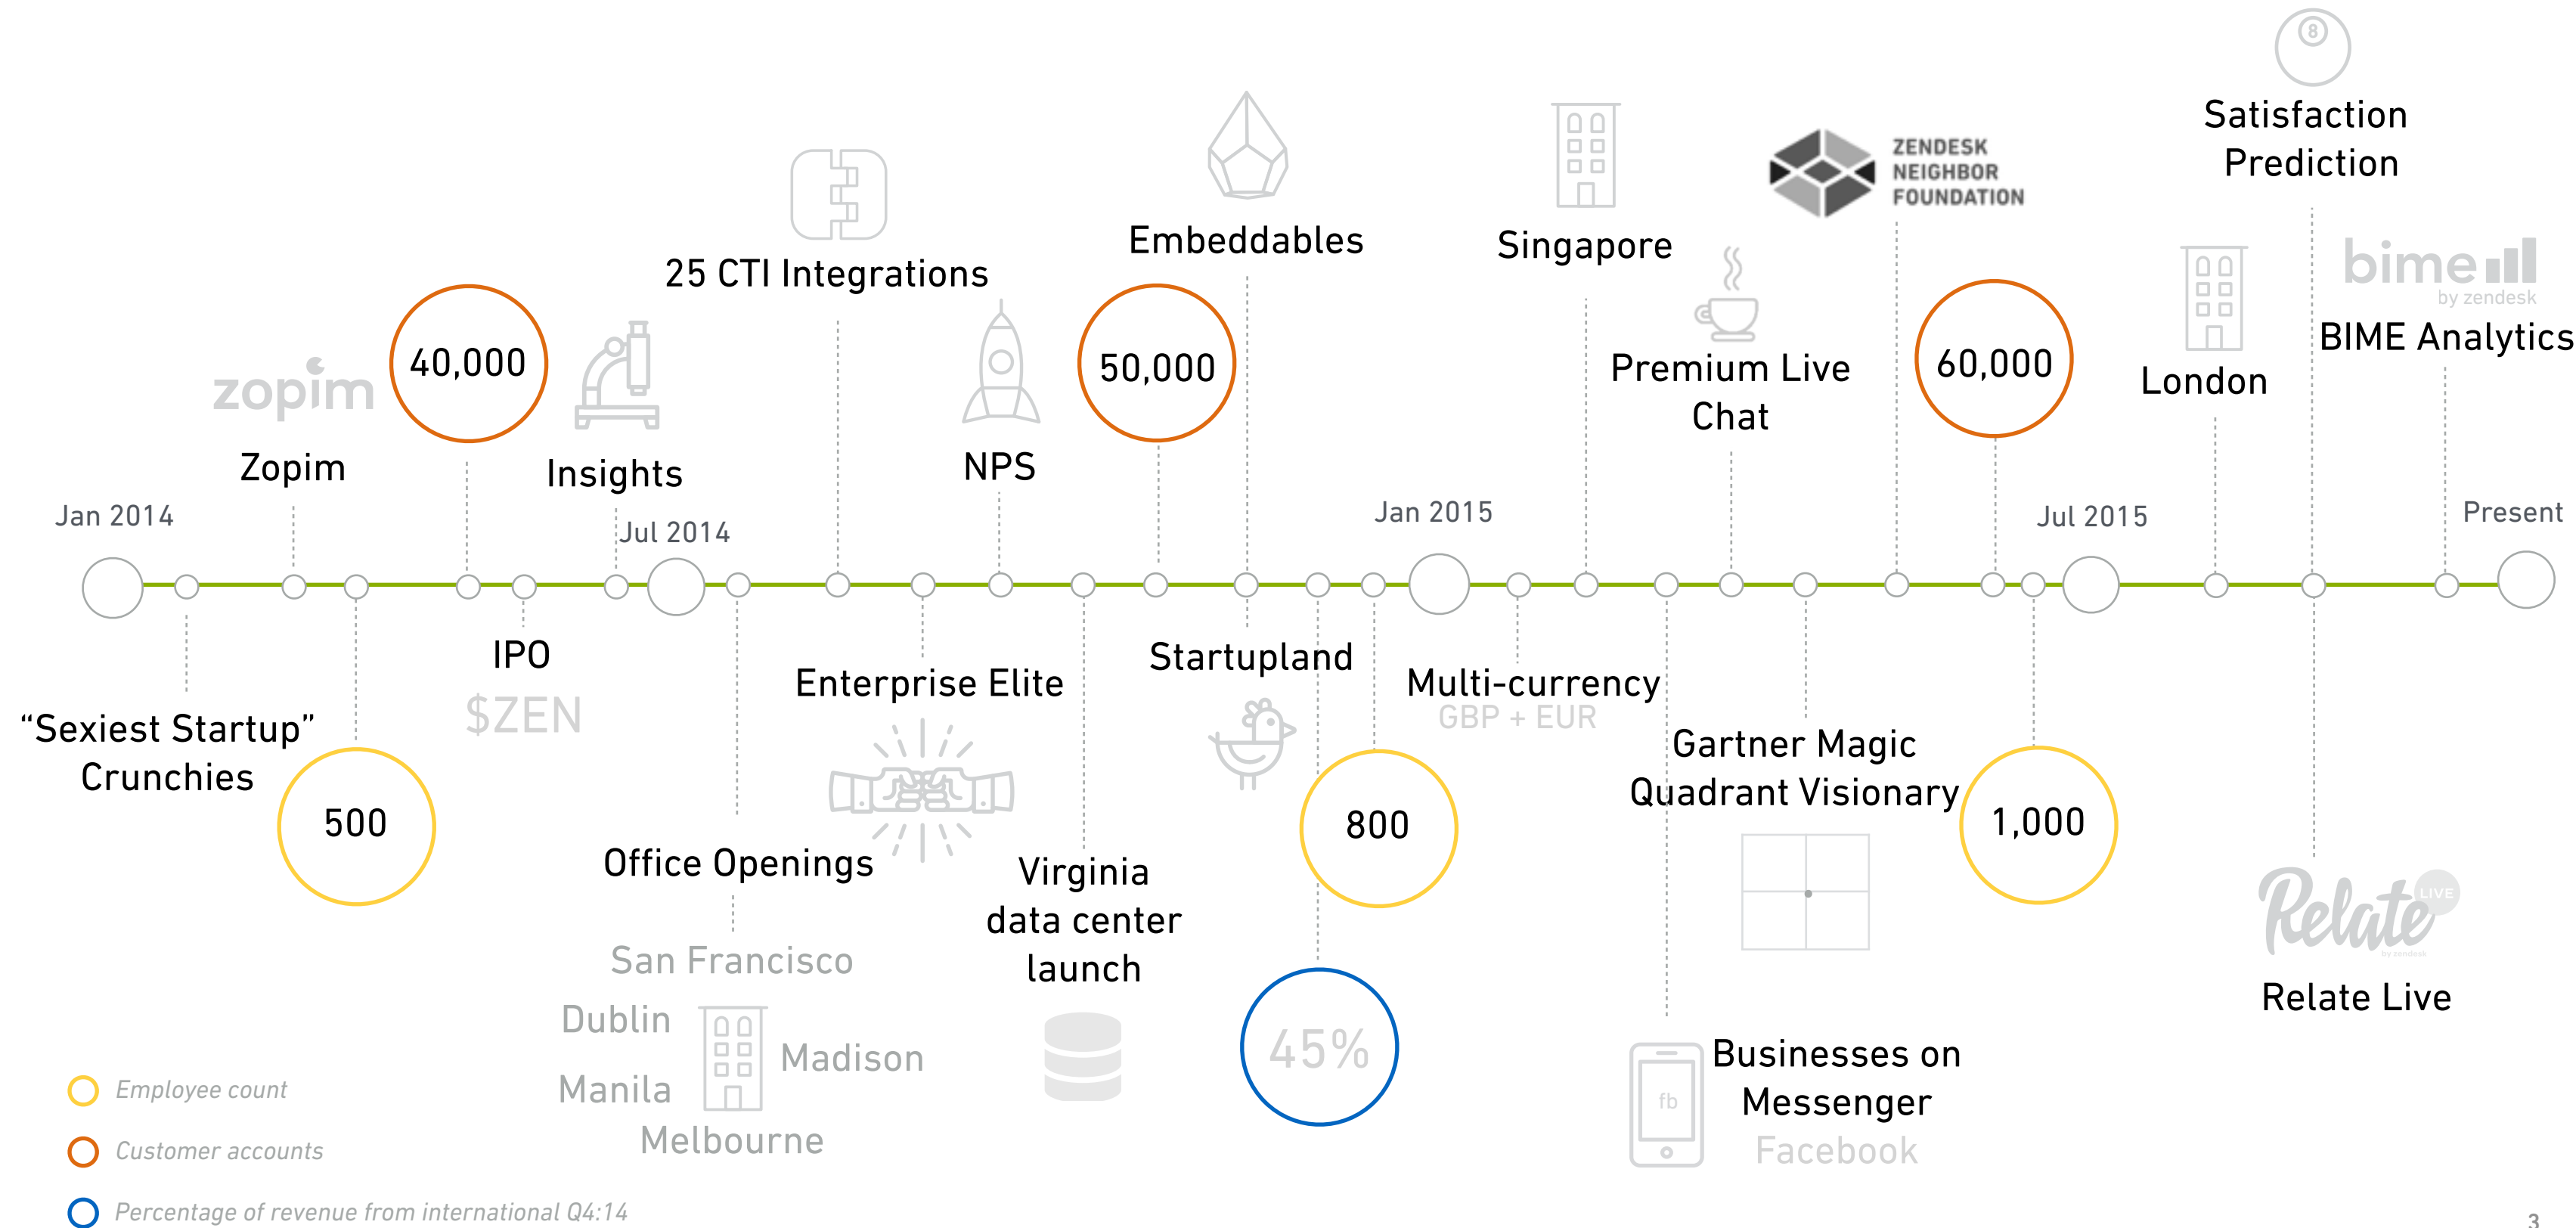 8
Satisfaction
Prediction
ZENDESK
NEIGHBOR
FOUNDATION
Embeddables
Singapore
25 CTI Integrations
bime
by zendesk
BIME Analytics
40,000
50,000
60,000
Premium Live
Chat
London
zopim
Zopim
Insights
NPS
Jan 2014
Jul 2014
Jan 2015
Jul 2015
Present
IPO
$ZEN
Enterprise Elite
Startupland
Multi-currency
GBP + EUR
“Sexiest Startup”
Crunchies
500
800
Gartner Magic
Quadrant Visionary
1,000
Office Openings
San Francisco
Dublin
Madison
Manila
Melbourne
Virginia
data center
launch
45%
Relate
LIVE
by zendesk
Relate Live
Businesses on
Messenger
Facebook
fb
Employee count
Customer accounts
Percentage of revenue from international Q4:14
3